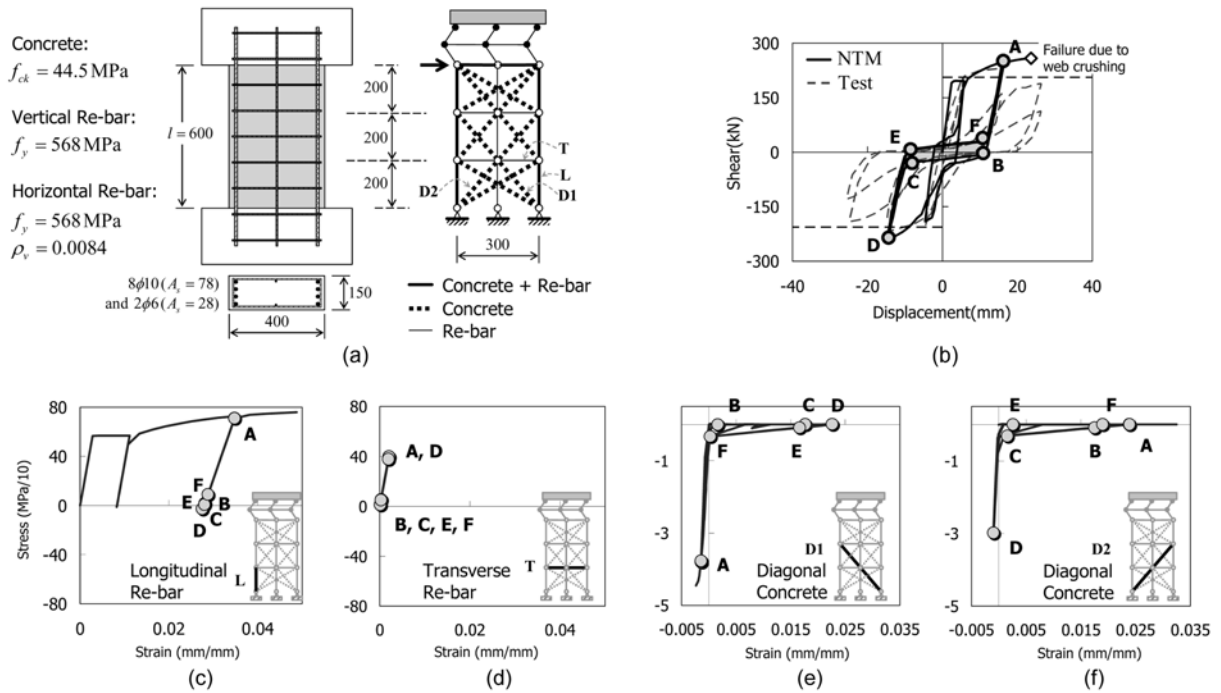 Concrete:
f_ck = 44.5 MPa
Vertical Re-bar:
f_y = 568 MPa
Horizontal Re-bar:
f_y = 568 MPa
ρ_v = 0.0084
l = 600
8ϕ10 (A_s = 78)
and 2ϕ6 (A_s = 28)
400
150
200
200
200
300
T
L
D2
D1
Concrete + Re-bar
Concrete
Re-bar
(a)
Shear(kN)
300
150
0
-150
-300
-40
-20
0
20
40
Displacement(mm)
NTM
Test
Failure due to
web crushing
A
F
E
C
B
D
(b)
Stress (MPa/10)
80
40
0
-40
-80
0
0.02
0.04
Strain (mm/mm)
A
F
E
B
D
C
Longitudinal
Re-bar
L
(c)
80
40
0
-40
-80
0
0.02
0.04
Strain (mm/mm)
A, D
B, C, E, F
Transverse
Re-bar
T
(d)
-1
-3
-5
-0.005
0.005
0.015
0.025
0.035
Strain (mm/mm)
B
C
D
F
E
A
D1
Diagonal
Concrete
(e)
-1
-3
-5
-0.005
0.005
0.015
0.025
0.035
Strain (mm/mm)
E
F
C
B
A
D
D2
Diagonal
Concrete
(f)